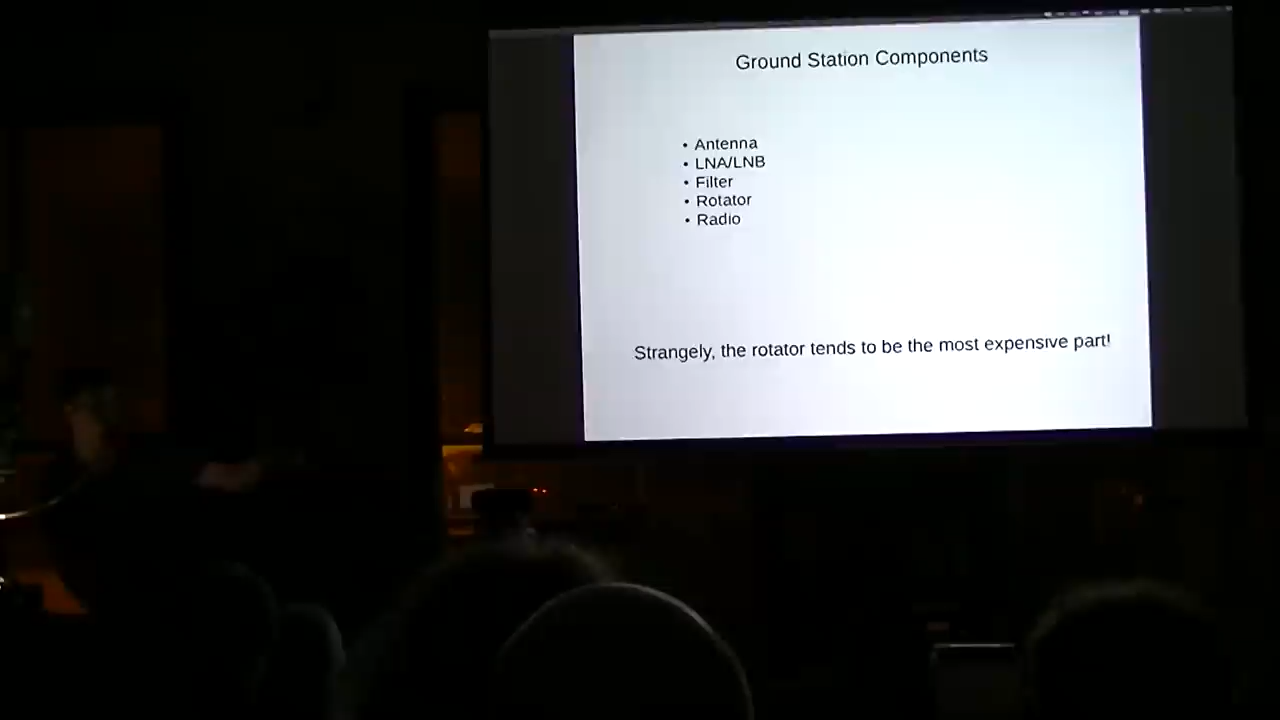 Ground Station Components
• Antenna
• LNA/LNB
• Filter
• Rotator
• Radio
Strangely, the rotator tends to be the most expensive part!